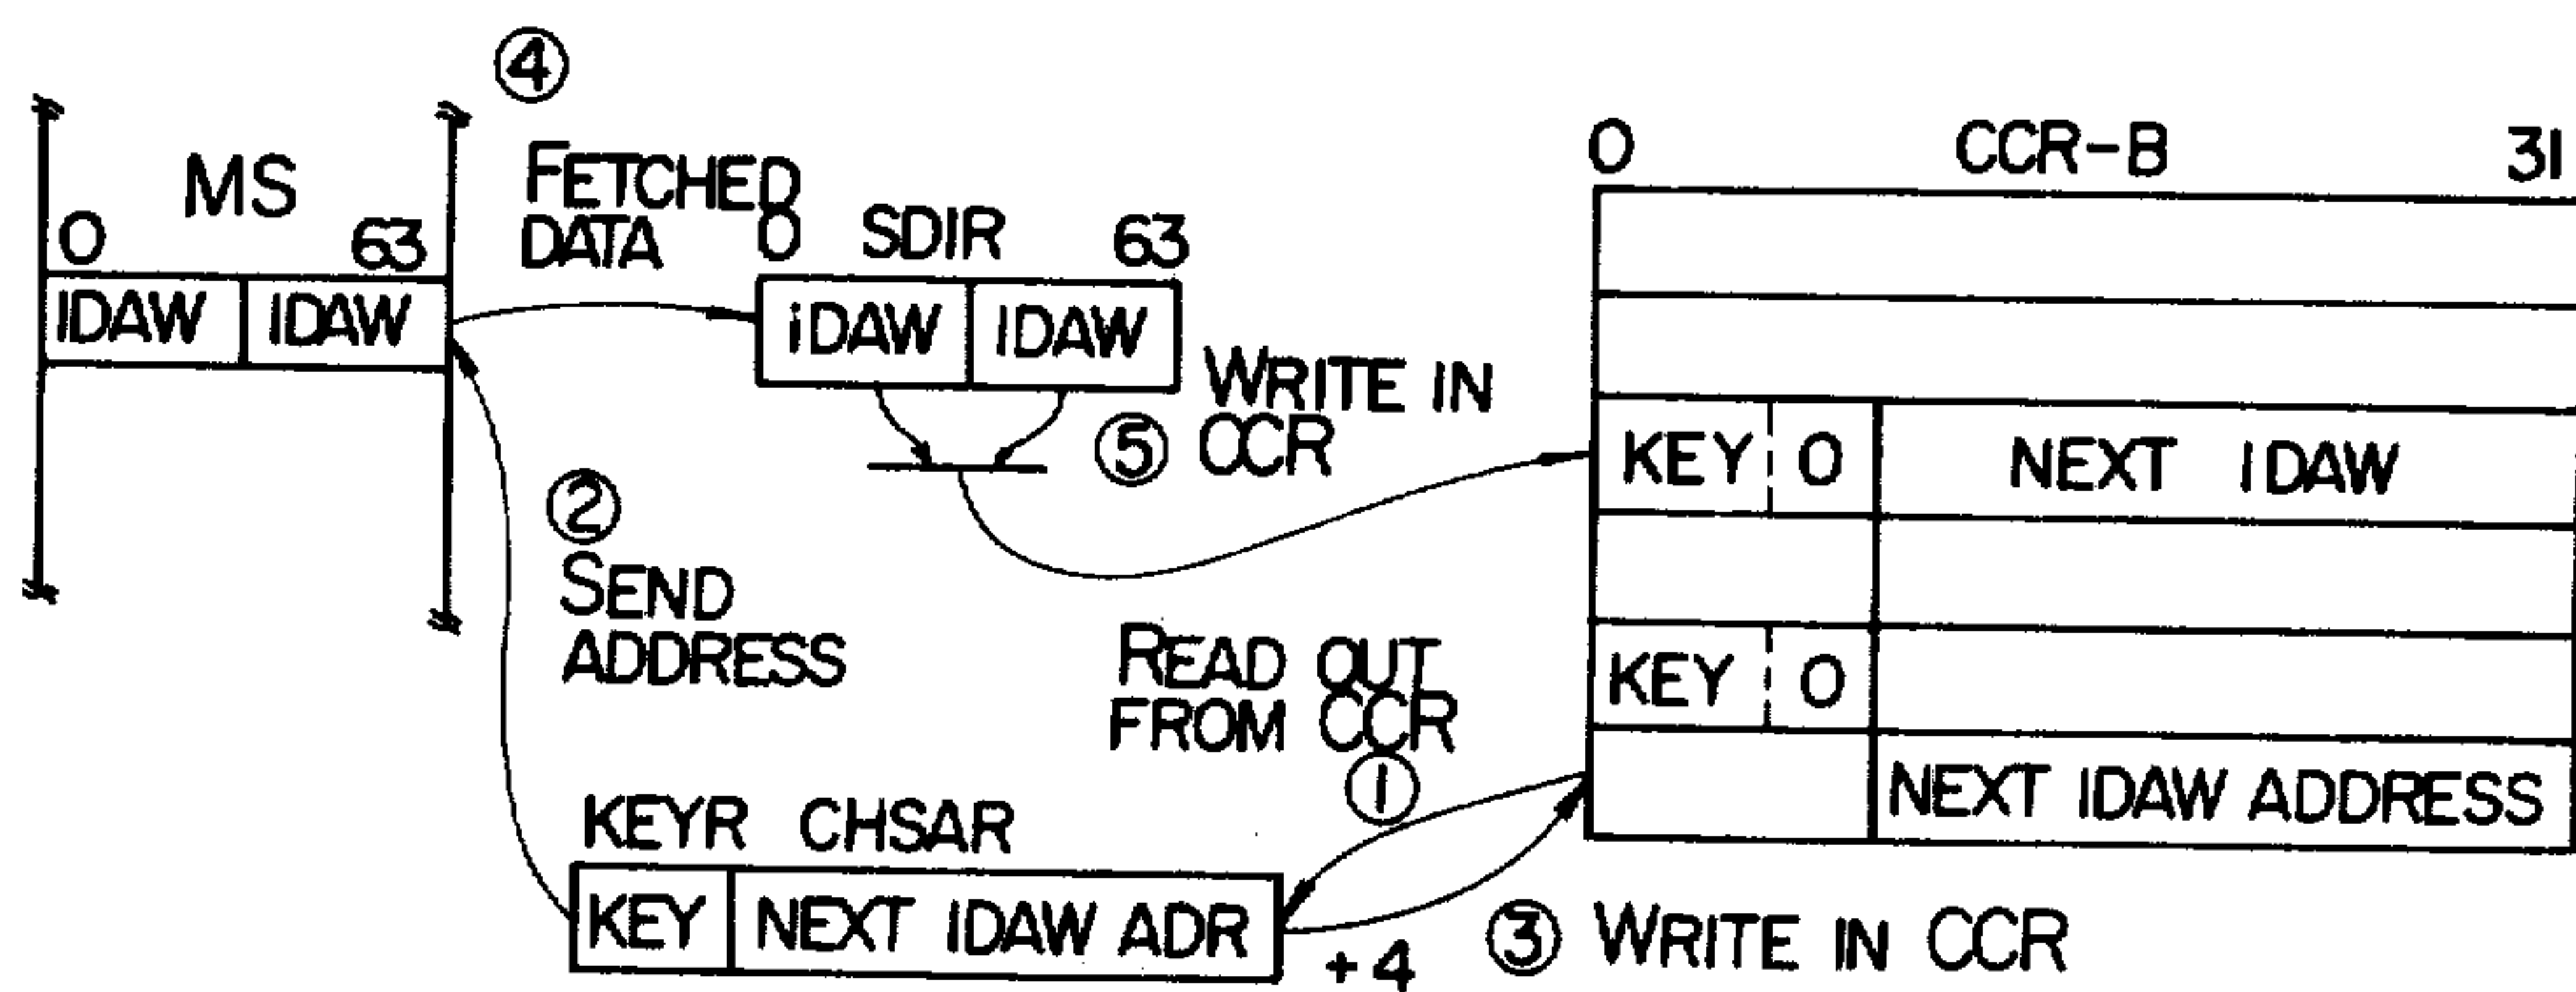 ④
MS
0 63
IDAW IDAW
FETCHED
DATA
0 SDIR 63
iDAW IDAW
WRITE IN
⑤ CCR
②
SEND
ADDRESS
0 CCR-B 31
KEY 0 NEXT IDAW
KEY 0
NEXT IDAW ADDRESS
READ OUT
FROM CCR
①
KEYR CHSAR
KEY NEXT IDAW ADR
+4
③ WRITE IN CCR